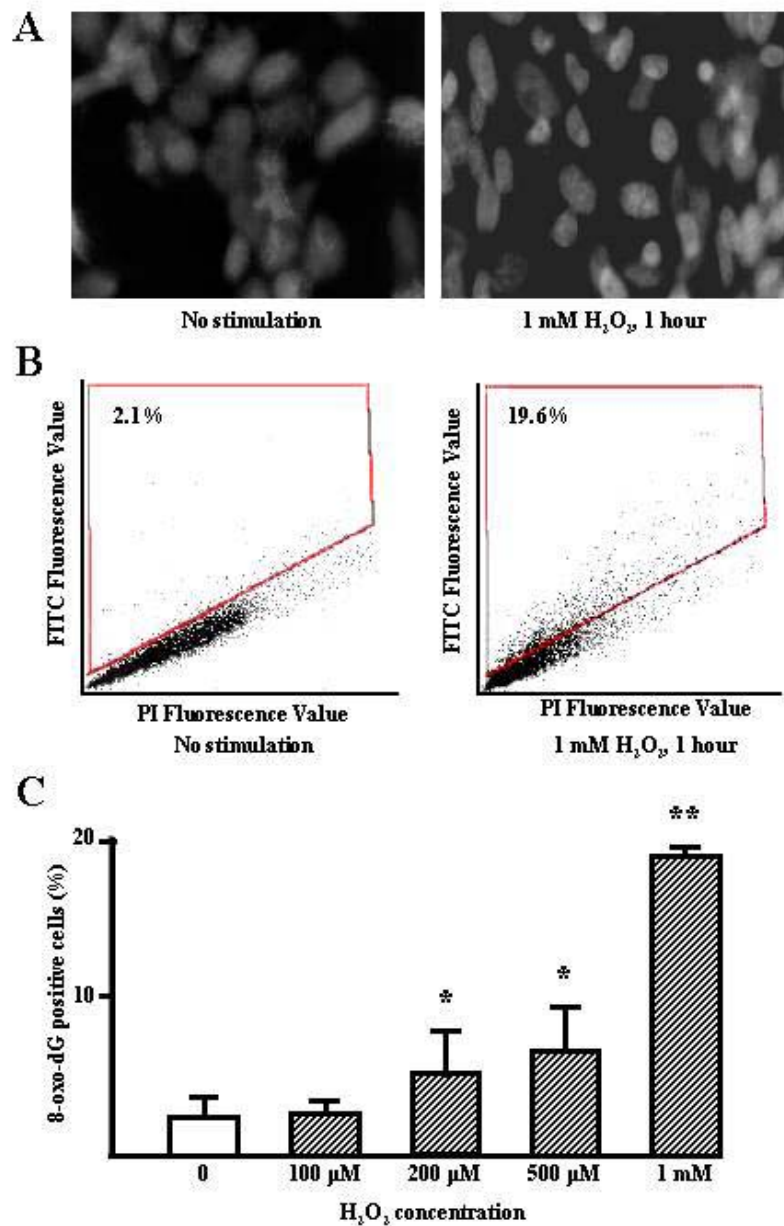 A
No stimulation
1 mM H₂O₂, 1 hour
B
FITC Fluorescence Value
2.1%
PI Fluorescence Value
No stimulation
FITC Fluorescence Value
19.6%
PI Fluorescence Value
1 mM H₂O₂, 1 hour
C
8-oxo-dG positive cells (%)
20
10
*
*
**
0
100 µM
200 µM
500 µM
1 mM
H₂O₂ concentration